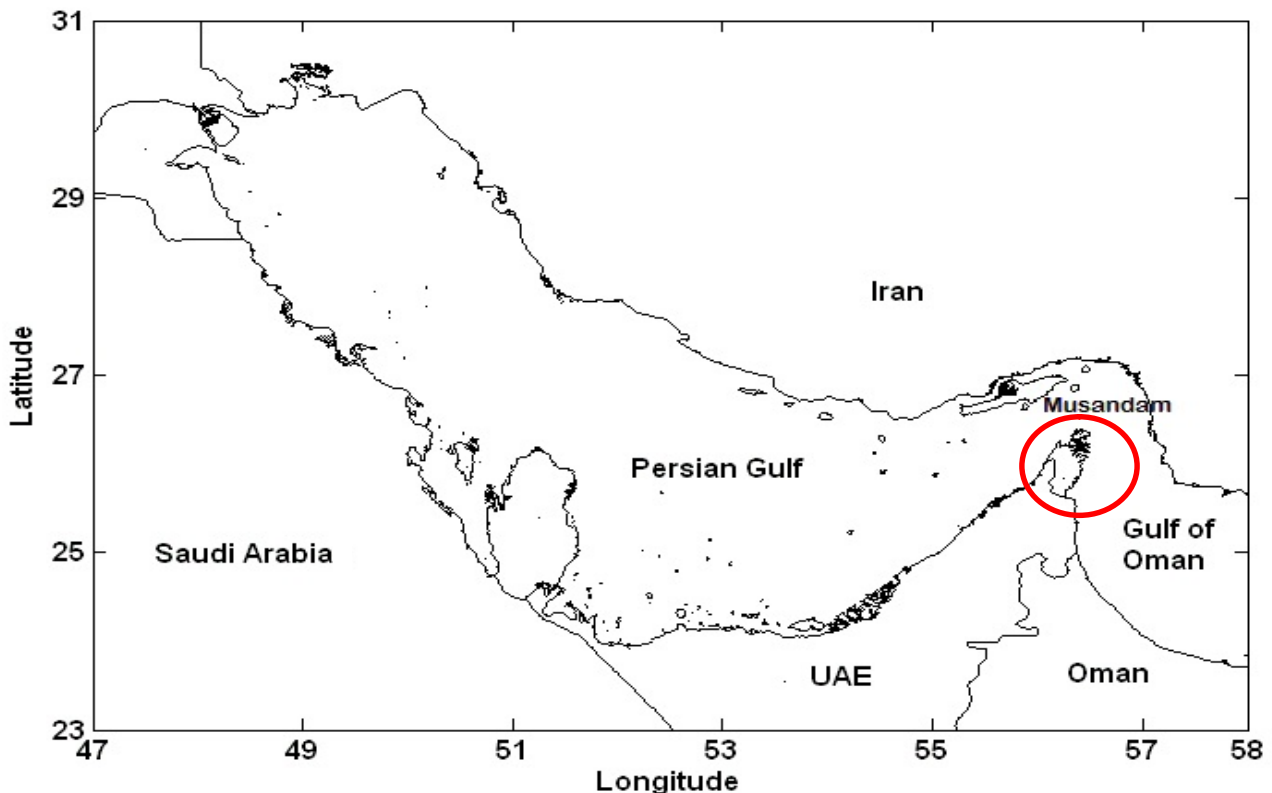 31
29
27
25
23
Latitude
Iran
Musandam
Persian Gulf
Saudi Arabia
Gulf of
Oman
UAE
Oman
47
49
51
53
55
57
58
Longitude